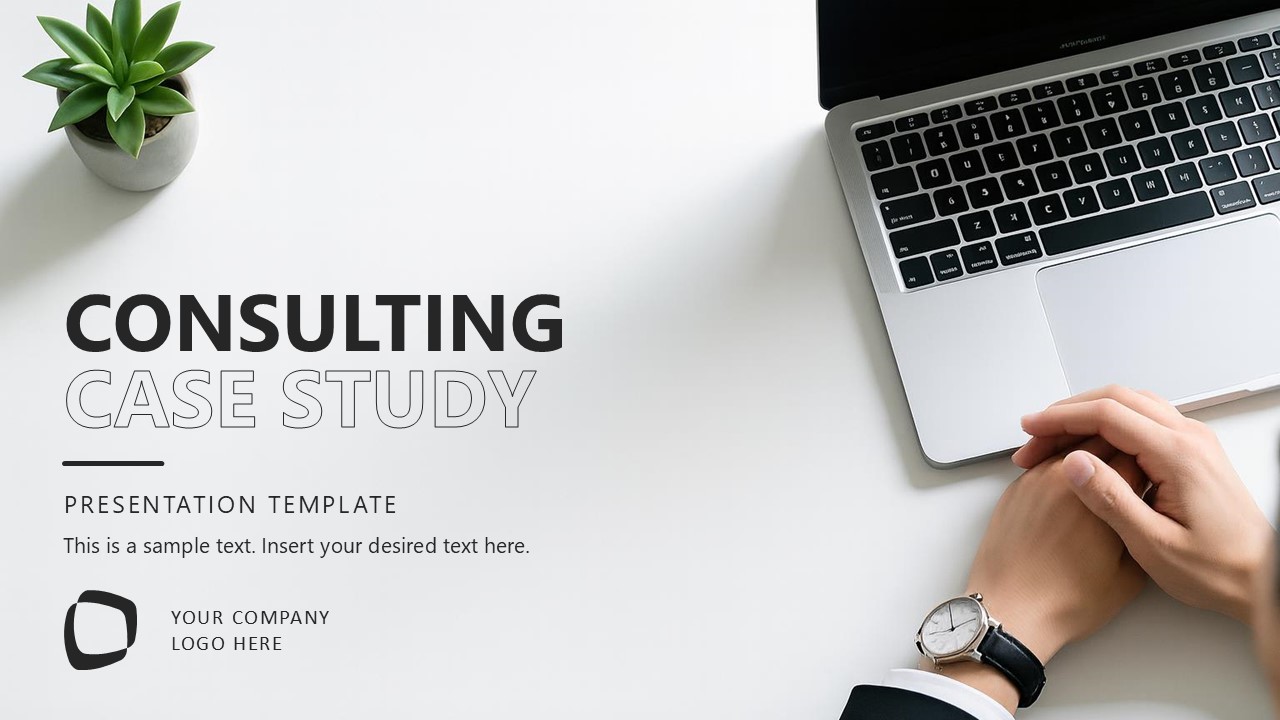 CONSULTING
CASE STUDY
PRESENTATION TEMPLATE
This is a sample text. Insert your desired text here.
YOUR COMPANY
LOGO HERE